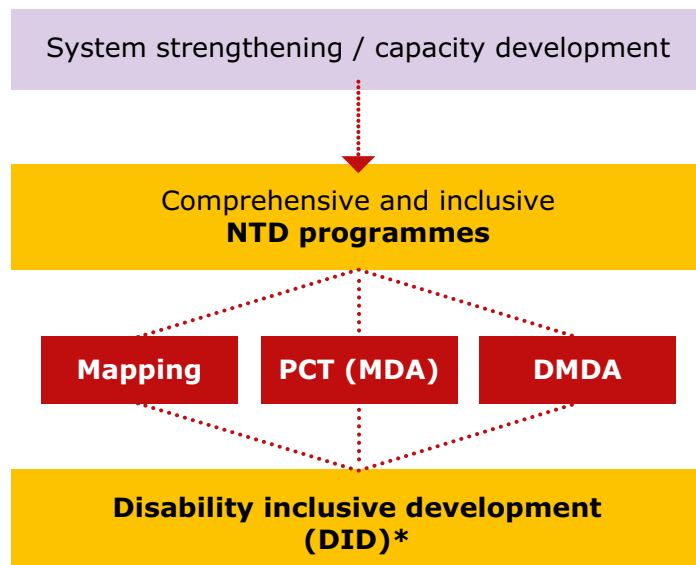 System strengthening / capacity development
Comprehensive and inclusive
NTD programmes
Mapping
PCT (MDA)
DMDA
Disability inclusive development
(DID)*